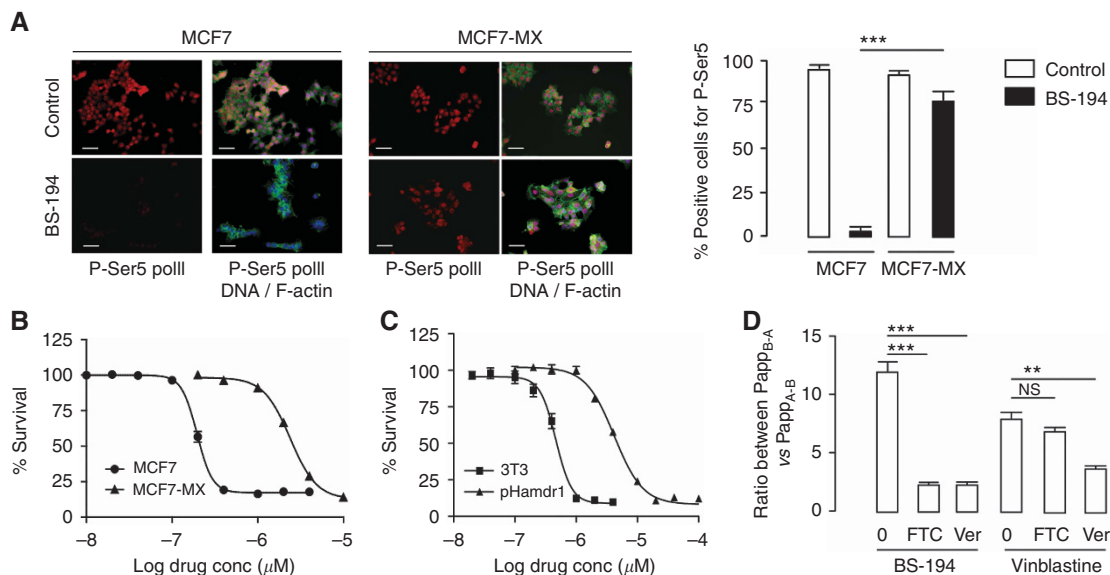 A
MCF7
MCF7-MX
Control
BS-194
P-Ser5 polII
P-Ser5 polII
DNA / F-actin
P-Ser5 polII
P-Ser5 polII
DNA / F-actin
% Positive cells for P-Ser5
100
75
50
25
0
***
MCF7
MCF7-MX
Control
BS-194
B
% Survival
125
100
75
50
25
0
MCF7
MCF7-MX
–8 –7 –6 –5
Log drug conc (μM)
C
% Survival
125
100
75
50
25
0
3T3
pHamdr1
–8 –7 –6 –5 –4
Log drug conc (μM)
D
Ratio between PappB-A
vs PappA-B
15
10
5
0
***
***
**
NS
0 FTC Ver 0 FTC Ver
BS-194 Vinblastine